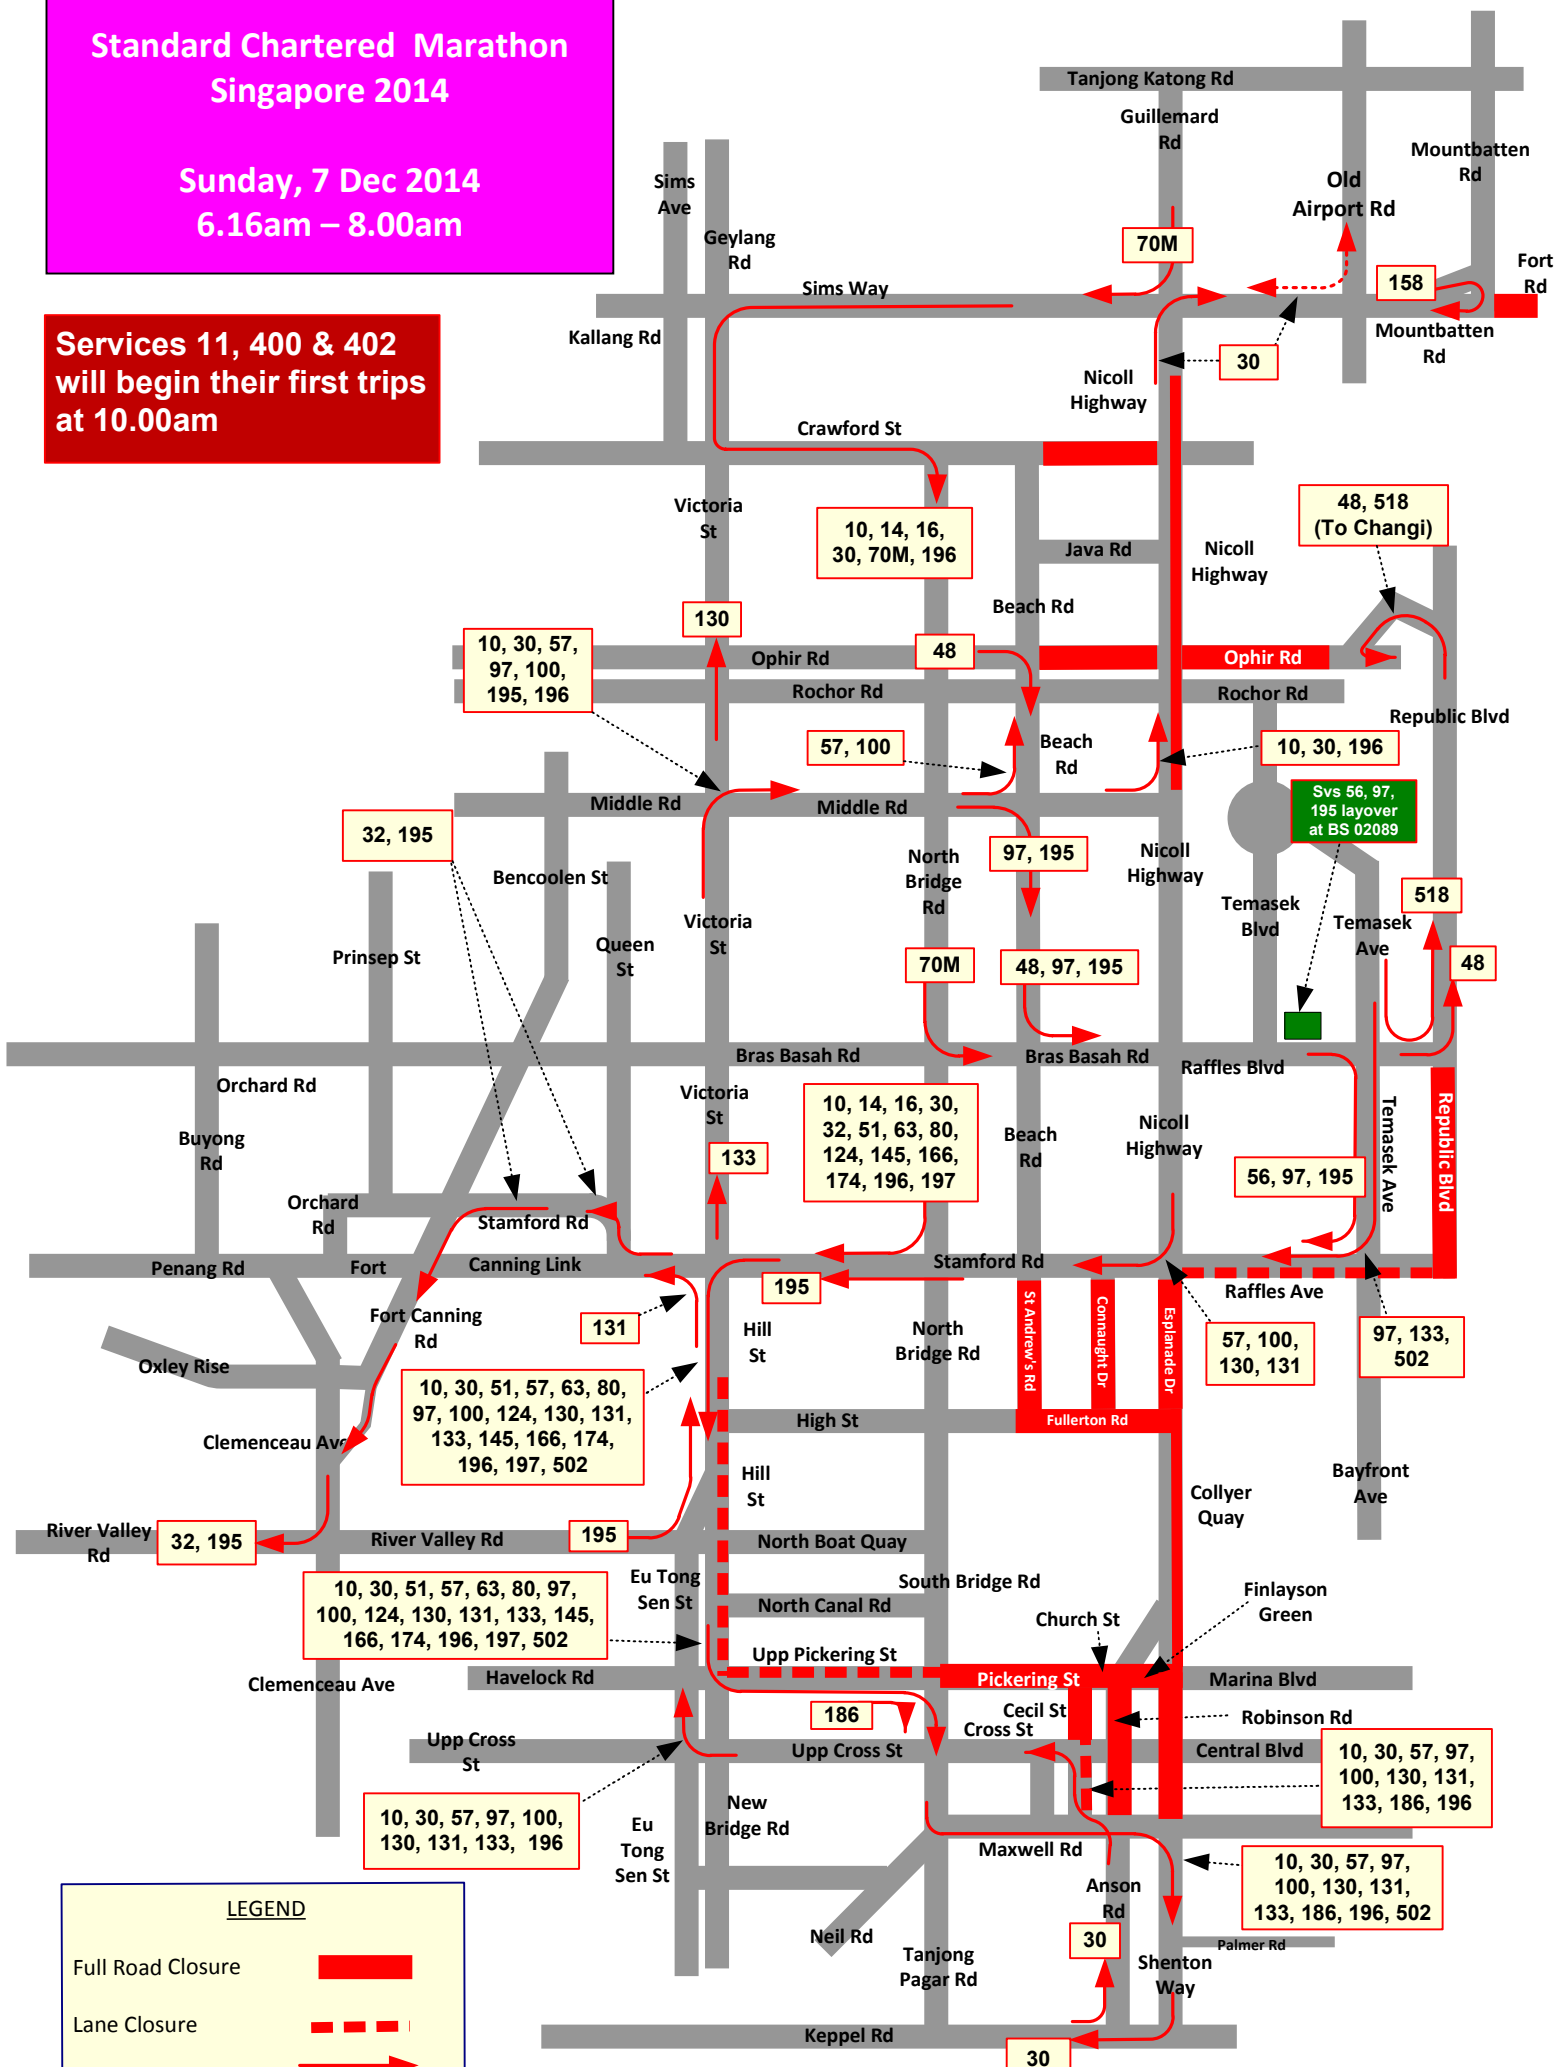 Standard Chartered  Marathon
Singapore 2014
Sunday, 7 Dec 2014
6.16am – 8.00am
Services 11, 400 & 402
will begin their first trips
at 10.00am
Tanjong Katong Rd
Guillemard
Rd
Mountbatten
Rd
Old
Airport Rd
Sims
Ave
Geylang
Rd
70M
158
Fort
Rd
Sims Way
Kallang Rd
Mountbatten
Rd
30
Nicoll
Highway
Crawford St
Victoria
St
10, 14, 16,
30, 70M, 196
Java Rd
Nicoll
Highway
48, 518
(To Changi)
Beach Rd
130
10, 30, 57,
97, 100,
195, 196
Ophir Rd
48
Ophir Rd
Rochor Rd
Rochor Rd
Republic Blvd
57, 100
Beach
Rd
10, 30, 196
Middle Rd
Middle Rd
Svs 56, 97,
195 layover
at BS 02089
32, 195
97, 195
North
Bridge
Rd
Nicoll
Highway
Bencoolen St
518
Temasek
Blvd
Temasek
Ave
Victoria
St
Queen
St
Prinsep St
70M
48, 97, 195
48
Bras Basah Rd
Bras Basah Rd
Raffles Blvd
Orchard Rd
Victoria
St
10, 14, 16, 30,
32, 51, 63, 80,
124, 145, 166,
174, 196, 197
Beach
Rd
Nicoll
Highway
Temasek Ave
Republic Blvd
Buyong
Rd
133
56, 97, 195
Orchard
Rd
Stamford Rd
Penang Rd
Fort
Canning Link
Stamford Rd
195
Raffles Ave
Fort Canning
Rd
131
Hill
St
North
Bridge Rd
St Andrew's Rd
Connaught Dr
Esplanade Dr
57, 100,
130, 131
97, 133,
502
Oxley Rise
10, 30, 51, 57, 63, 80,
97, 100, 124, 130, 131,
133, 145, 166, 174,
196, 197, 502
High St
Fullerton Rd
Clemenceau Ave
Hill
St
Bayfront
Ave
Collyer
Quay
River Valley
Rd
32, 195
River Valley Rd
195
North Boat Quay
10, 30, 51, 57, 63, 80, 97,
100, 124, 130, 131, 133, 145,
166, 174, 196, 197, 502
Eu Tong
Sen St
South Bridge Rd
North Canal Rd
Church St
Finlayson
Green
Upp Pickering St
Havelock Rd
Clemenceau Ave
Pickering St
Marina Blvd
186
Cecil St
Cross St
Robinson Rd
Upp Cross
St
Upp Cross St
Central Blvd
10, 30, 57, 97,
100, 130, 131,
133, 186, 196
10, 30, 57, 97, 100,
130, 131, 133,  196
New
Bridge Rd
Eu
Tong
Sen St
Maxwell Rd
10, 30, 57, 97,
100, 130, 131,
133, 186, 196, 502
Anson
Rd
LEGEND
Neil Rd
30
Palmer Rd
Full Road Closure
Tanjong
Pagar Rd
Shenton
Way
Lane Closure
Keppel Rd
30